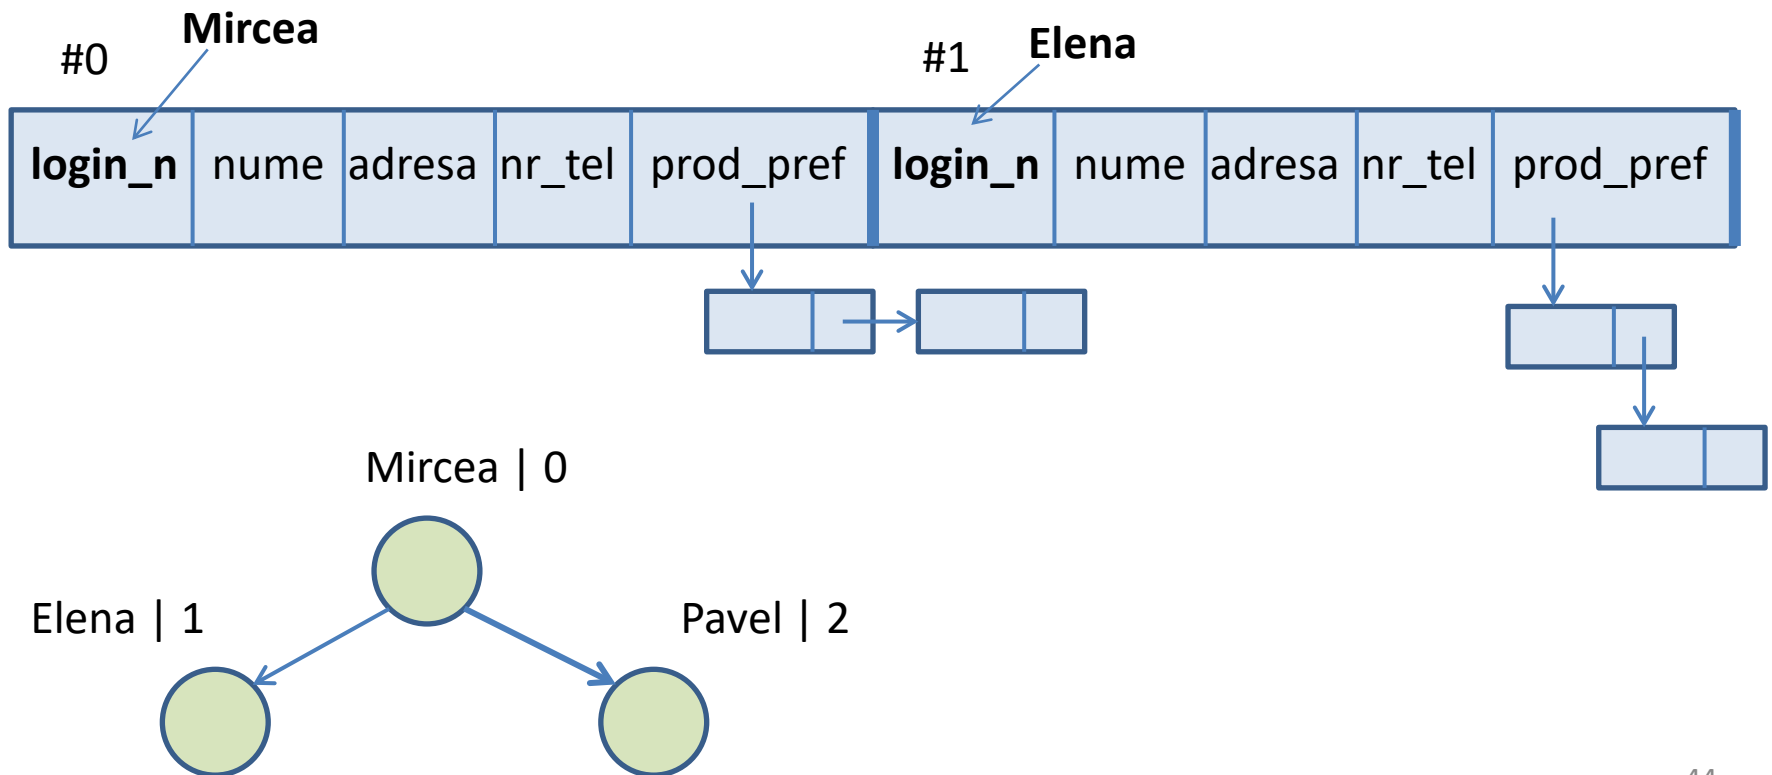 #0 Mircea #1 Elena
login_n nume adresa nr_tel prod_pref login_n nume adresa nr_tel prod_pref
Mircea | 0
Elena | 1 Pavel | 2